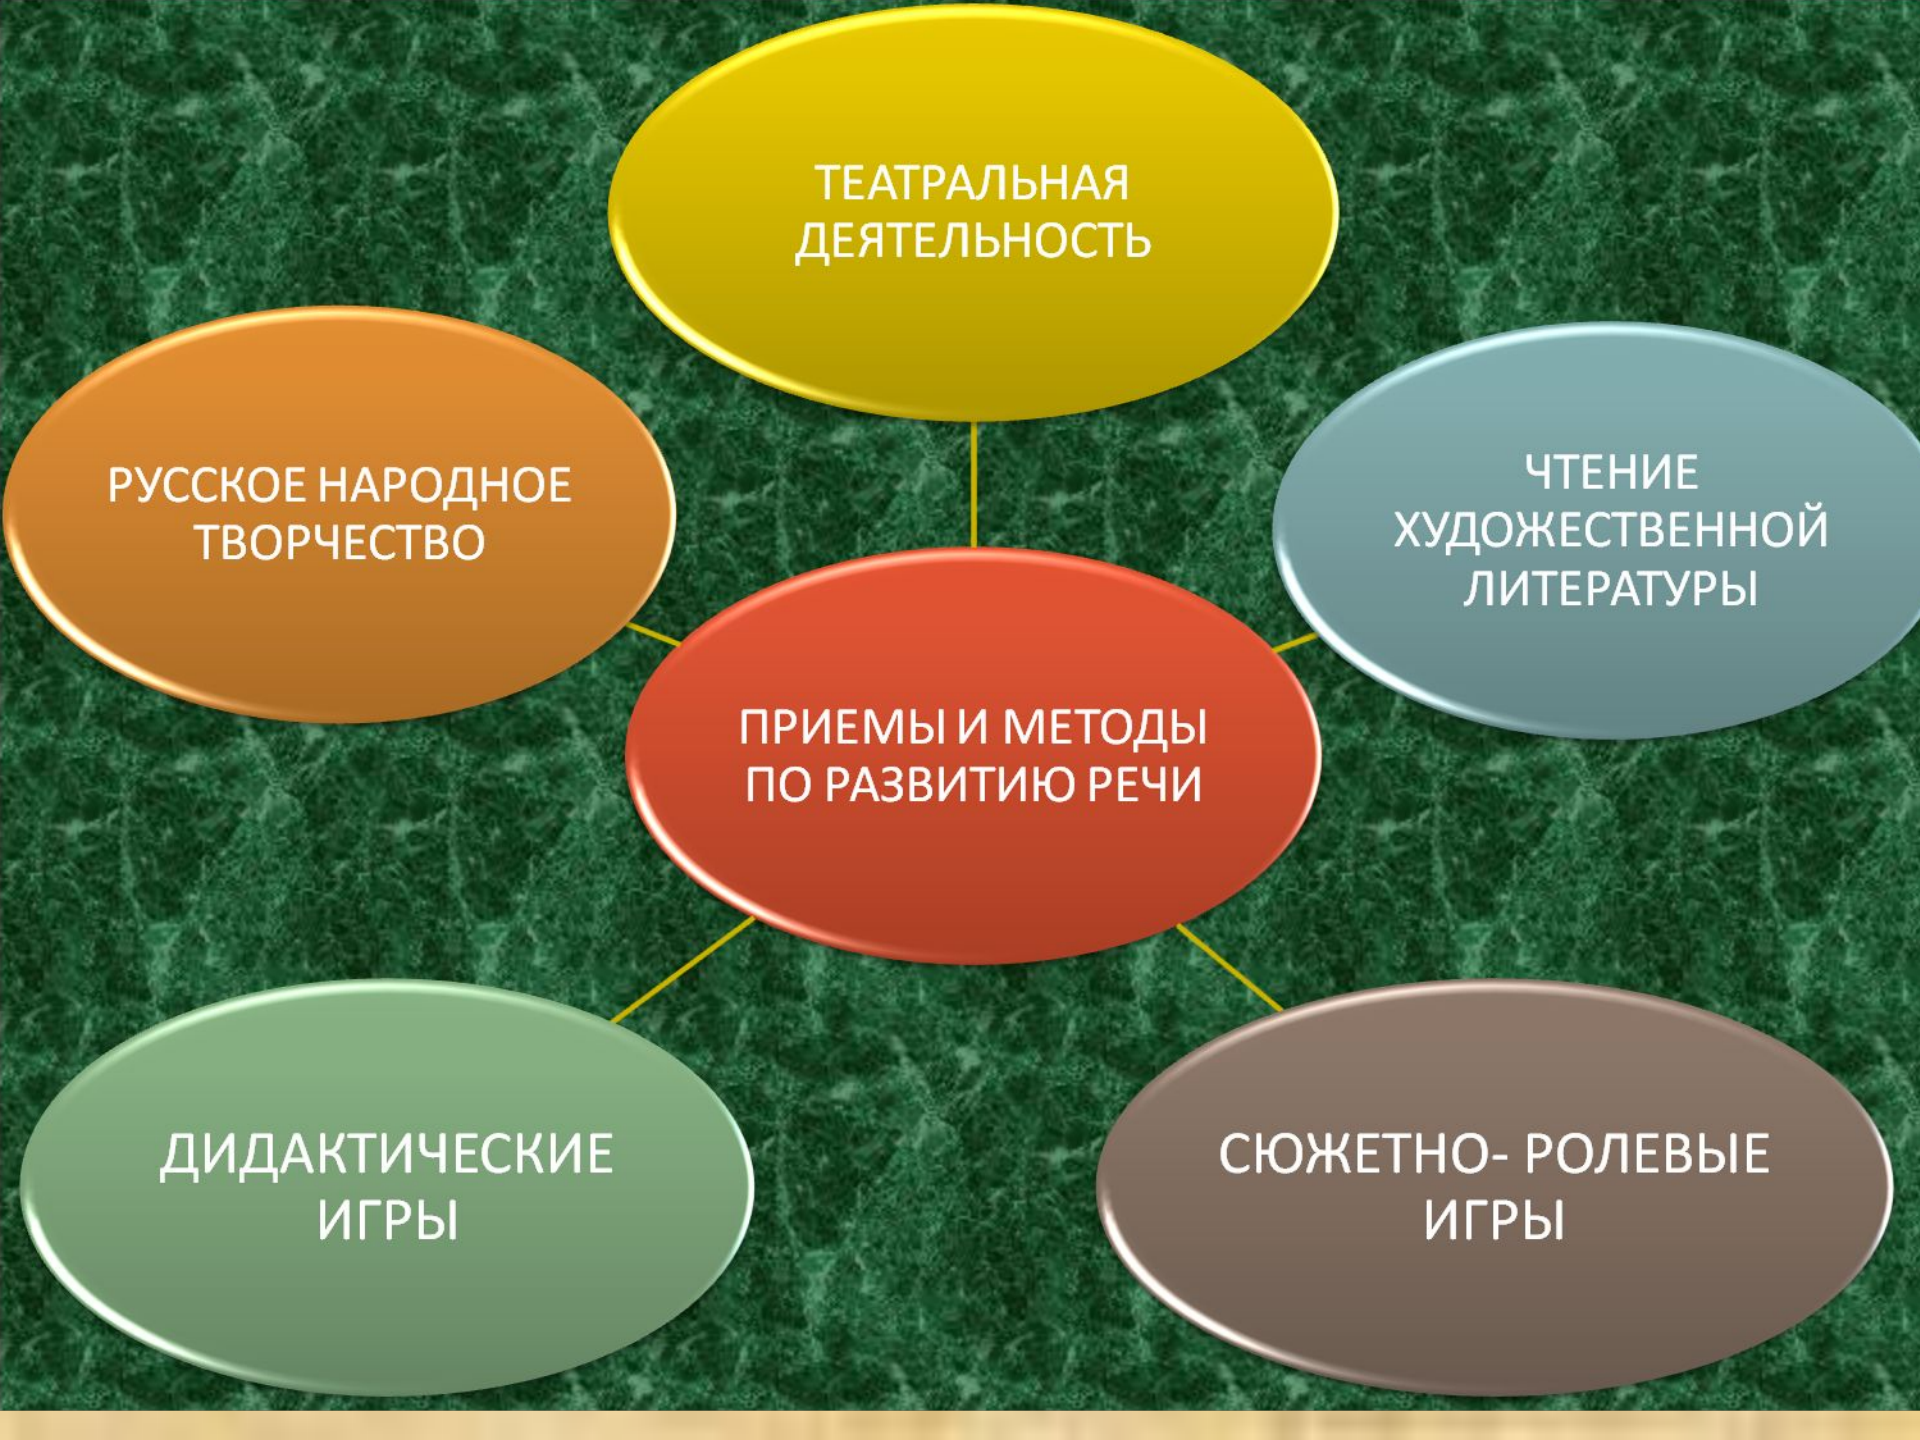 ТЕАТРАЛЬНАЯ
ДЕЯТЕЛЬНОСТЬ
РУССКОЕ НАРОДНОЕ
ТВОРЧЕСТВО
ЧТЕНИЕ
ХУДОЖЕСТВЕННОЙ
ЛИТЕРАТУРЫ
ПРИЕМЫ И МЕТОДЫ
ПО РАЗВИТИЮ РЕЧИ
ДИДАКТИЧЕСКИЕ
ИГРЫ
СЮЖЕТНО- РОЛЕВЫЕ
ИГРЫ